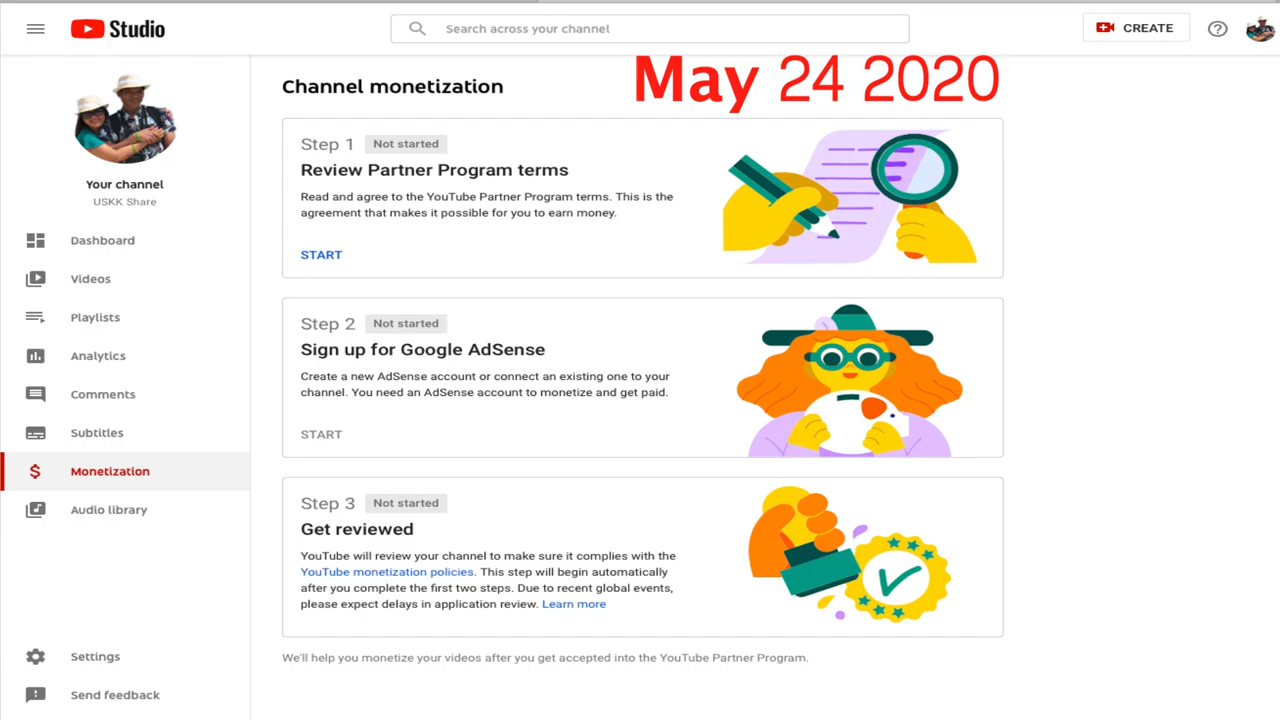 Studio
Search across your channel
CREATE
May 24 2020
Channel monetization
Your channel
USKK Share
Dashboard
Videos
Playlists
Analytics
Comments
Subtitles
Monetization
Audio library
Settings
Send feedback
Step 1 Not started
Review Partner Program terms
Read and agree to the YouTube Partner Program terms. This is the
agreement that makes it possible for you to earn money.
START
Step 2 Not started
Sign up for Google AdSense
Create a new AdSense account or connect an existing one to your
channel. You need an AdSense account to monetize and get paid.
START
Step 3 Not started
Get reviewed
YouTube will review your channel to make sure it complies with the
YouTube monetization policies. This step will begin automatically
after you complete the first two steps. Due to recent global events,
please expect delays in application review. Learn more
We'll help you monetize your videos after you get accepted into the YouTube Partner Program.